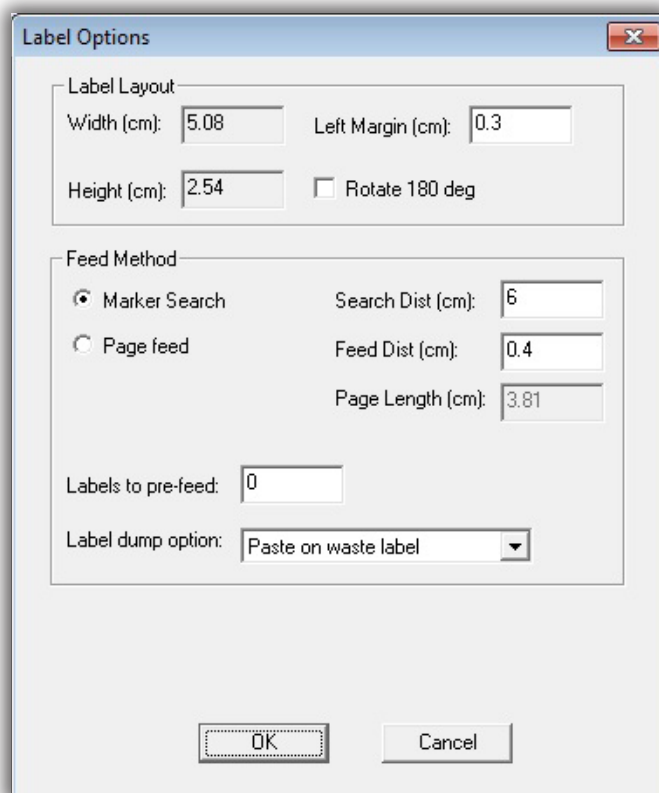 Label Options
Label Layout
Width (cm): 5.08 Left Margin (cm): 0.3
Height (cm): 2.54 Rotate 180 deg
Feed Method
Marker Search Search Dist (cm): 6
Page feed Feed Dist (cm): 0.4
Page Length (cm): 3.81
Labels to pre-feed: 0
Label dump option: Paste on waste label
OK Cancel